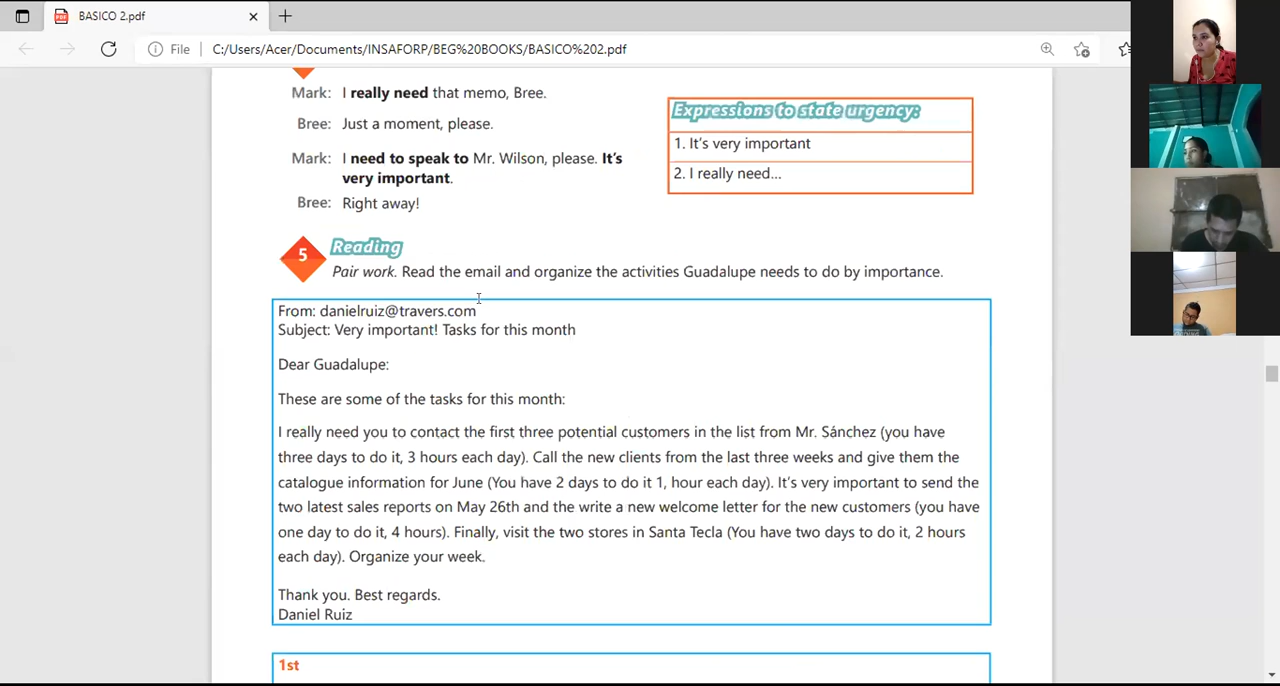 BASICO 2.pdf
File
C:/Users/Acer/Documents/INSAFORP/BEG%20BOOKS/BASICO%202.pdf
Mark: I really need that memo, Bree.
Bree: Just a moment, please.
Mark: I need to speak to Mr. Wilson, please. It's
very important.
Bree: Right away!
Expressions to state urgency:
1. It's very important
2. I really need...
5 Reading
Pair work. Read the email and organize the activities Guadalupe needs to do by importance.
From: danielruiz@travers.com
Subject: Very important! Tasks for this month
Dear Guadalupe:
These are some of the tasks for this month:
I really need you to contact the first three potential customers in the list from Mr. Sánchez (you have
three days to do it, 3 hours each day). Call the new clients from the last three weeks and give them the
catalogue information for June (You have 2 days to do it 1, hour each day). It's very important to send the
two latest sales reports on May 26th and the write a new welcome letter for the new customers (you have
one day to do it, 4 hours). Finally, visit the two stores in Santa Tecla (You have two days to do it, 2 hours
each day). Organize your week.
Thank you. Best regards.
Daniel Ruiz
1st